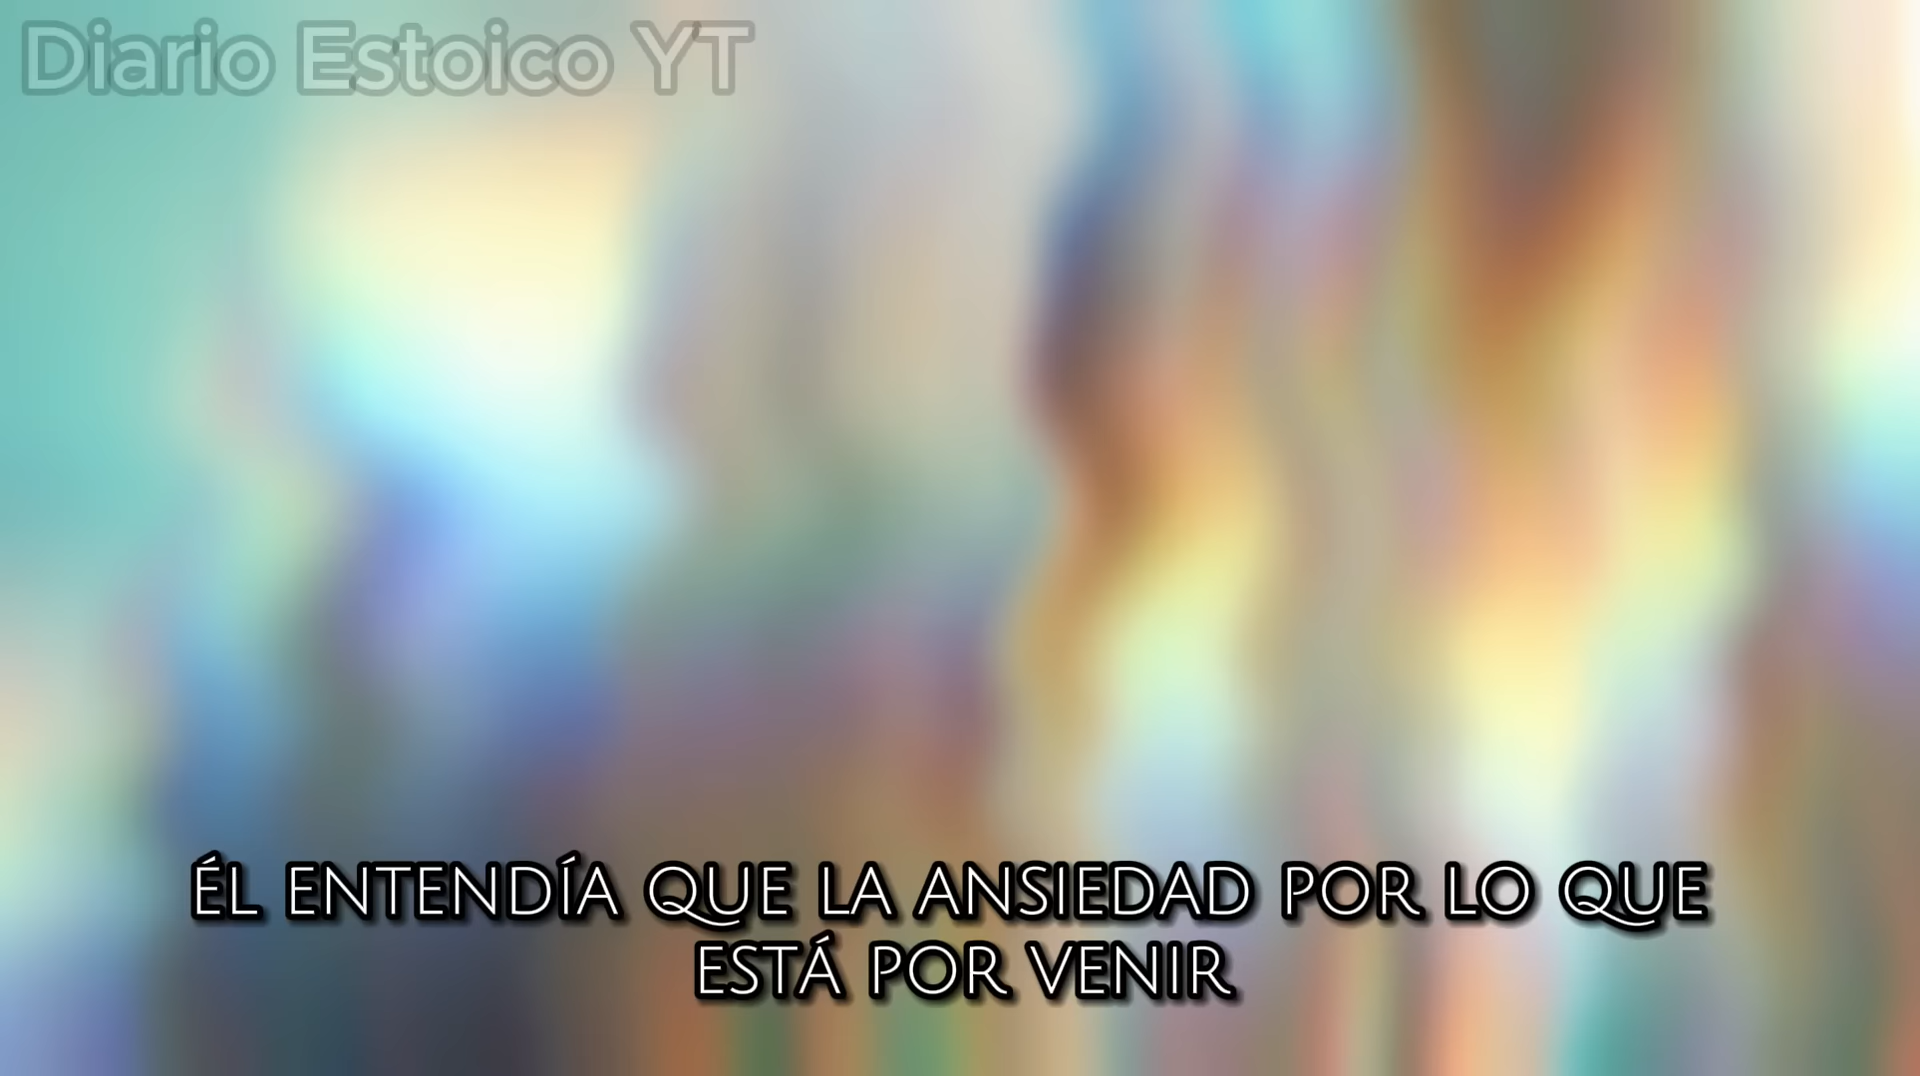 Diario Estoico YT
ÉL ENTENDÍA QUE LA ANSIEDAD POR LO QUE
ESTÁ POR VENIR